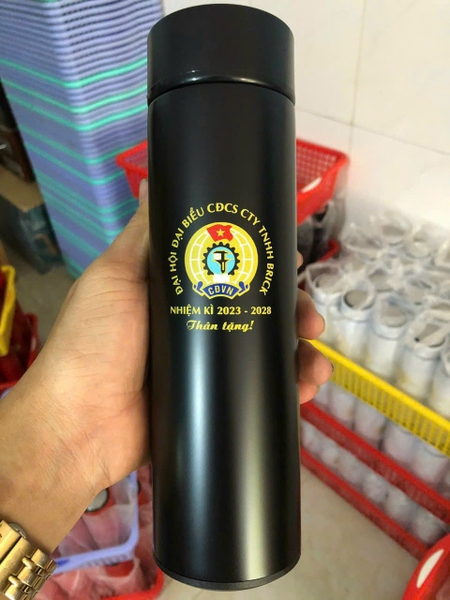 ĐẠI HỘI ĐẠI BIỂU CĐCS CTY TNHH BRICK
CĐVN
NHIỆM KÌ 2023 - 2028
Thân tặng!